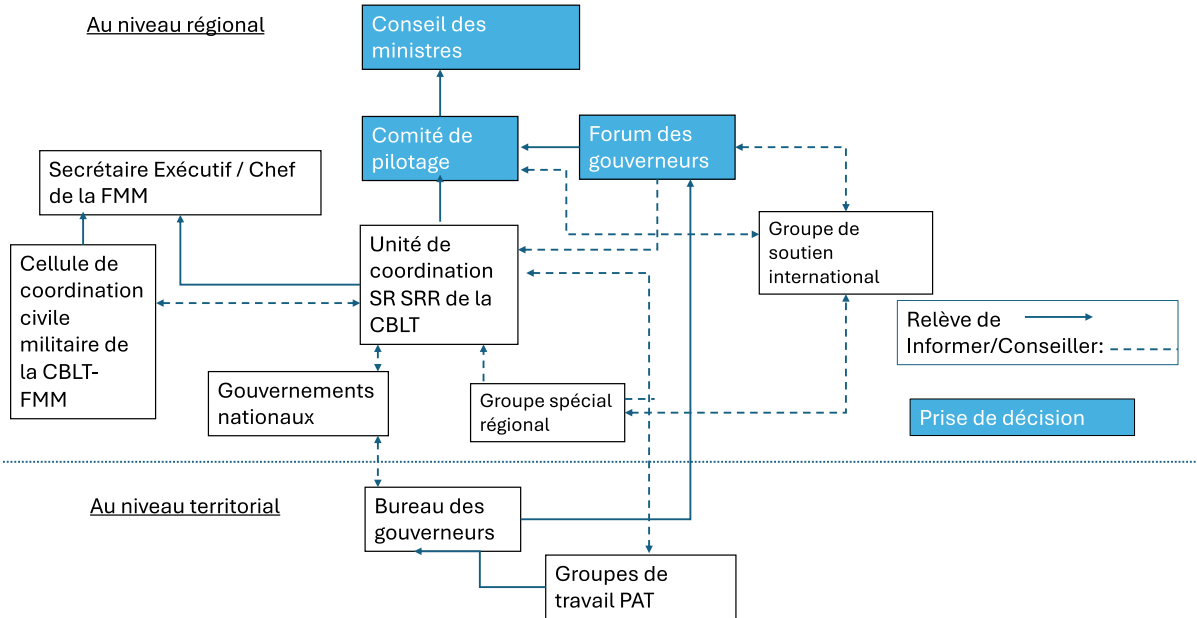 Au niveau régional
Conseil des
ministres
Comité de
pilotage
Forum des
gouverneurs
Secrétaire Exécutif / Chef
de la FMM
Groupe de
soutien
international
Unité de
coordination
SR SRR de la
CBLT
Cellule de
coordination
civile
militaire de
la CBLT-
FMM
Relève de
Informer/Conseiller:
Gouvernements
nationaux
Groupe spécial
régional
Prise de décision
Au niveau territorial
Bureau des
gouverneurs
Groupes de
travail PAT